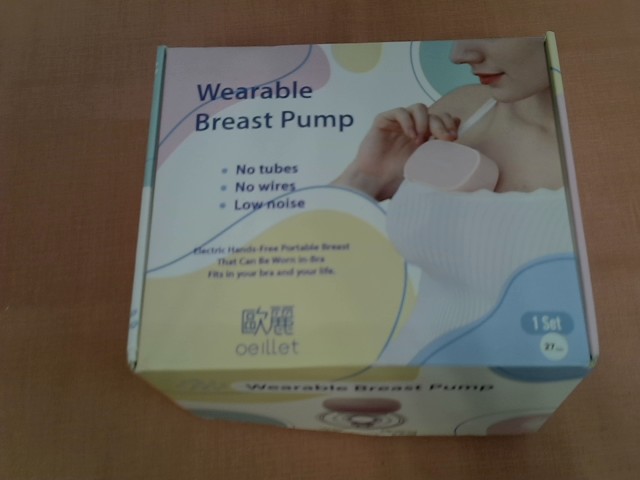 Wearable
Breast Pump
No tubes
No wires
Low noise
Electric Hands-Free Portable Breast
That Can Be Worn in-Bra
Fits in your bra and your life.
歐麗
oeillet
1 Set
27
Wearable Breast Pump